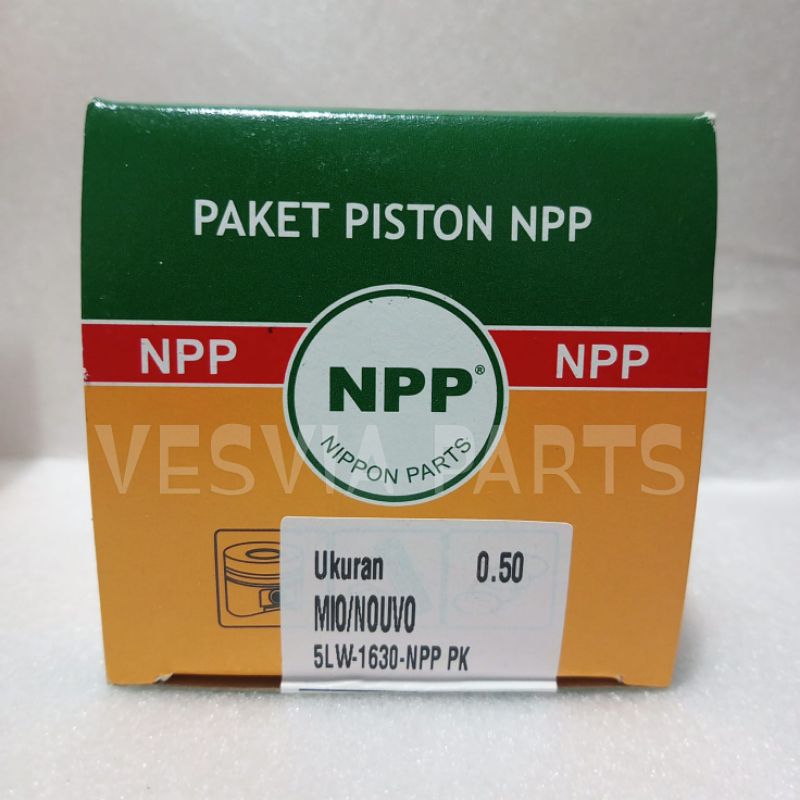 PAKET PISTON NPP
NPP
NPP
NPP®
NIPPON PARTS
VESVIA PARTS
Ukuran 0.50
MIO/NOUVO
5LW-1630-NPP PK